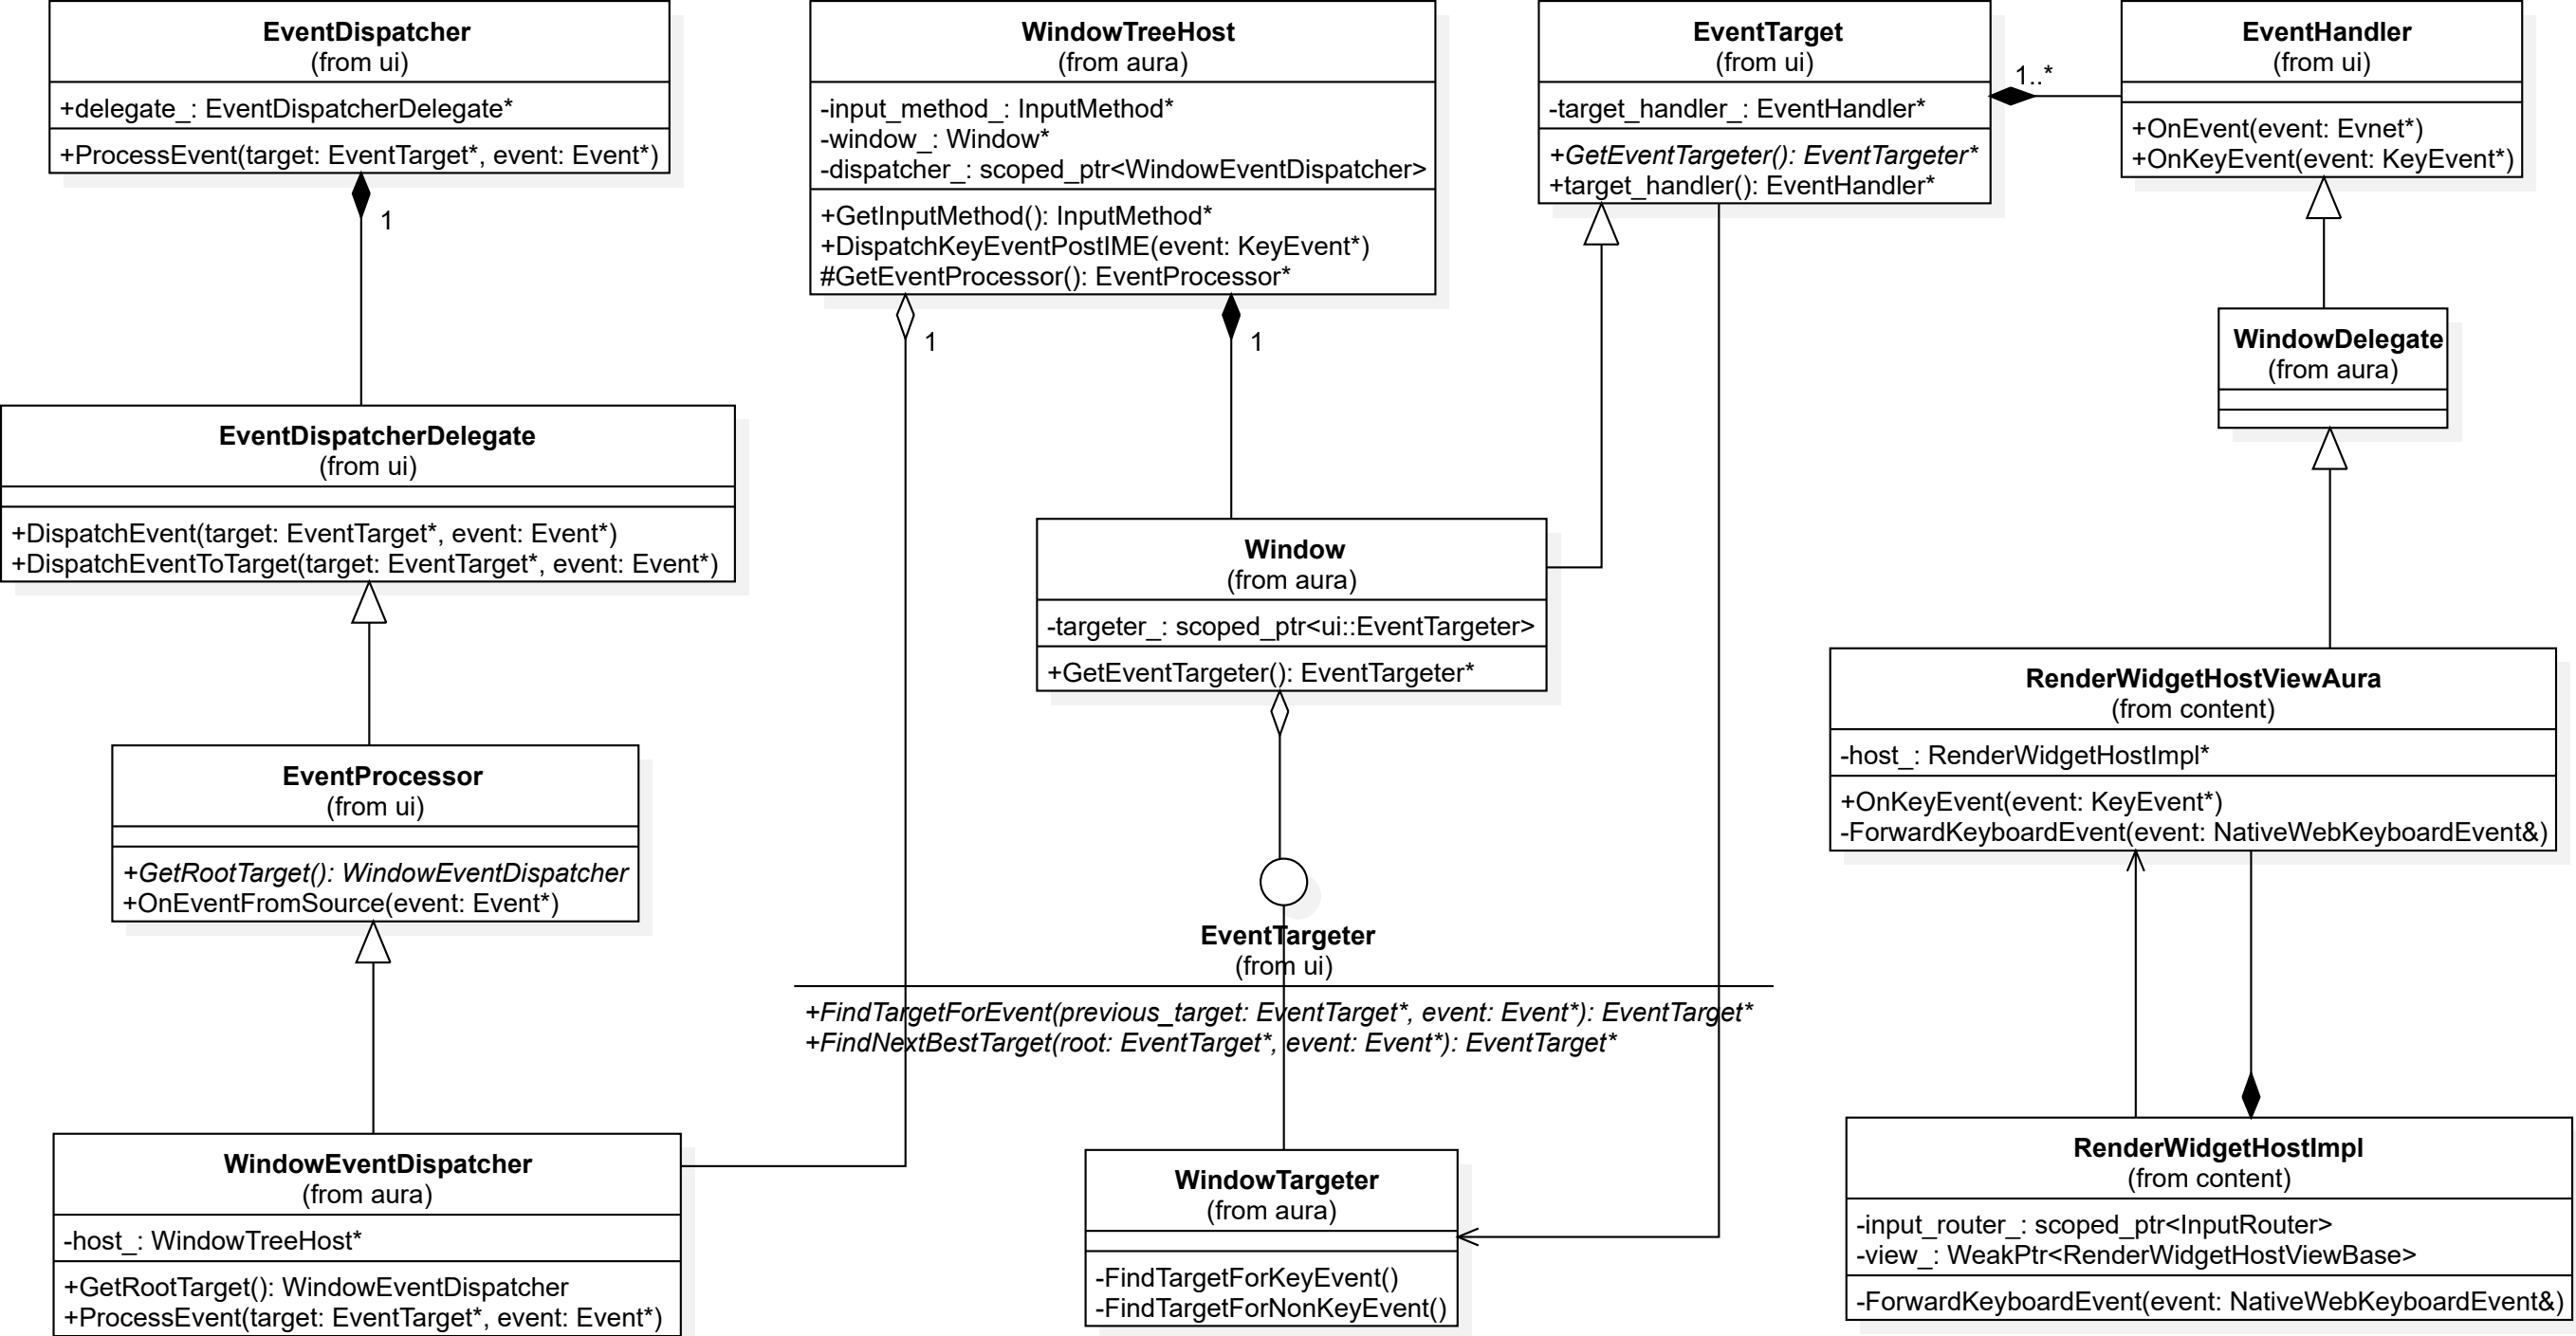 EventDispatcher
(from ui)
+delegate_: EventDispatcherDelegate*
+ProcessEvent(target: EventTarget*, event: Event*)
1
WindowTreeHost
(from aura)
-input_method_: InputMethod*
-window_: Window*
-dispatcher_: scoped_ptr<WindowEventDispatcher>
+GetInputMethod(): InputMethod*
+DispatchKeyEventPostIME(event: KeyEvent*)
#GetEventProcessor(): EventProcessor*
1
1
EventTarget
(from ui)
-target_handler_: EventHandler*
+GetEventTargeter(): EventTargeter*
+target_handler(): EventHandler*
1..*
EventHandler
(from ui)
+OnEvent(event: Evnet*)
+OnKeyEvent(event: KeyEvent*)
WindowDelegate
(from aura)
EventDispatcherDelegate
(from ui)
+DispatchEvent(target: EventTarget*, event: Event*)
+DispatchEventToTarget(target: EventTarget*, event: Event*)
Window
(from aura)
-targeter_: scoped_ptr<ui::EventTargeter>
+GetEventTargeter(): EventTargeter*
RenderWidgetHostViewAura
(from content)
-host_: RenderWidgetHostImpl*
+OnKeyEvent(event: KeyEvent*)
-ForwardKeyboardEvent(event: NativeWebKeyboardEvent&)
EventProcessor
(from ui)
+GetRootTarget(): WindowEventDispatcher
+OnEventFromSource(event: Event*)
EventTargeter
(from ui)
+FindTargetForEvent(previous_target: EventTarget*, event: Event*): EventTarget*
+FindNextBestTarget(root: EventTarget*, event: Event*): EventTarget*
WindowEventDispatcher
(from aura)
-host_: WindowTreeHost*
+GetRootTarget(): WindowEventDispatcher
+ProcessEvent(target: EventTarget*, event: Event*)
WindowTargeter
(from aura)
-FindTargetForKeyEvent()
-FindTargetForNonKeyEvent()
RenderWidgetHostImpl
(from content)
-input_router_: scoped_ptr<InputRouter>
-view_: WeakPtr<RenderWidgetHostViewBase>
-ForwardKeyboardEvent(event: NativeWebKeyboardEvent&)